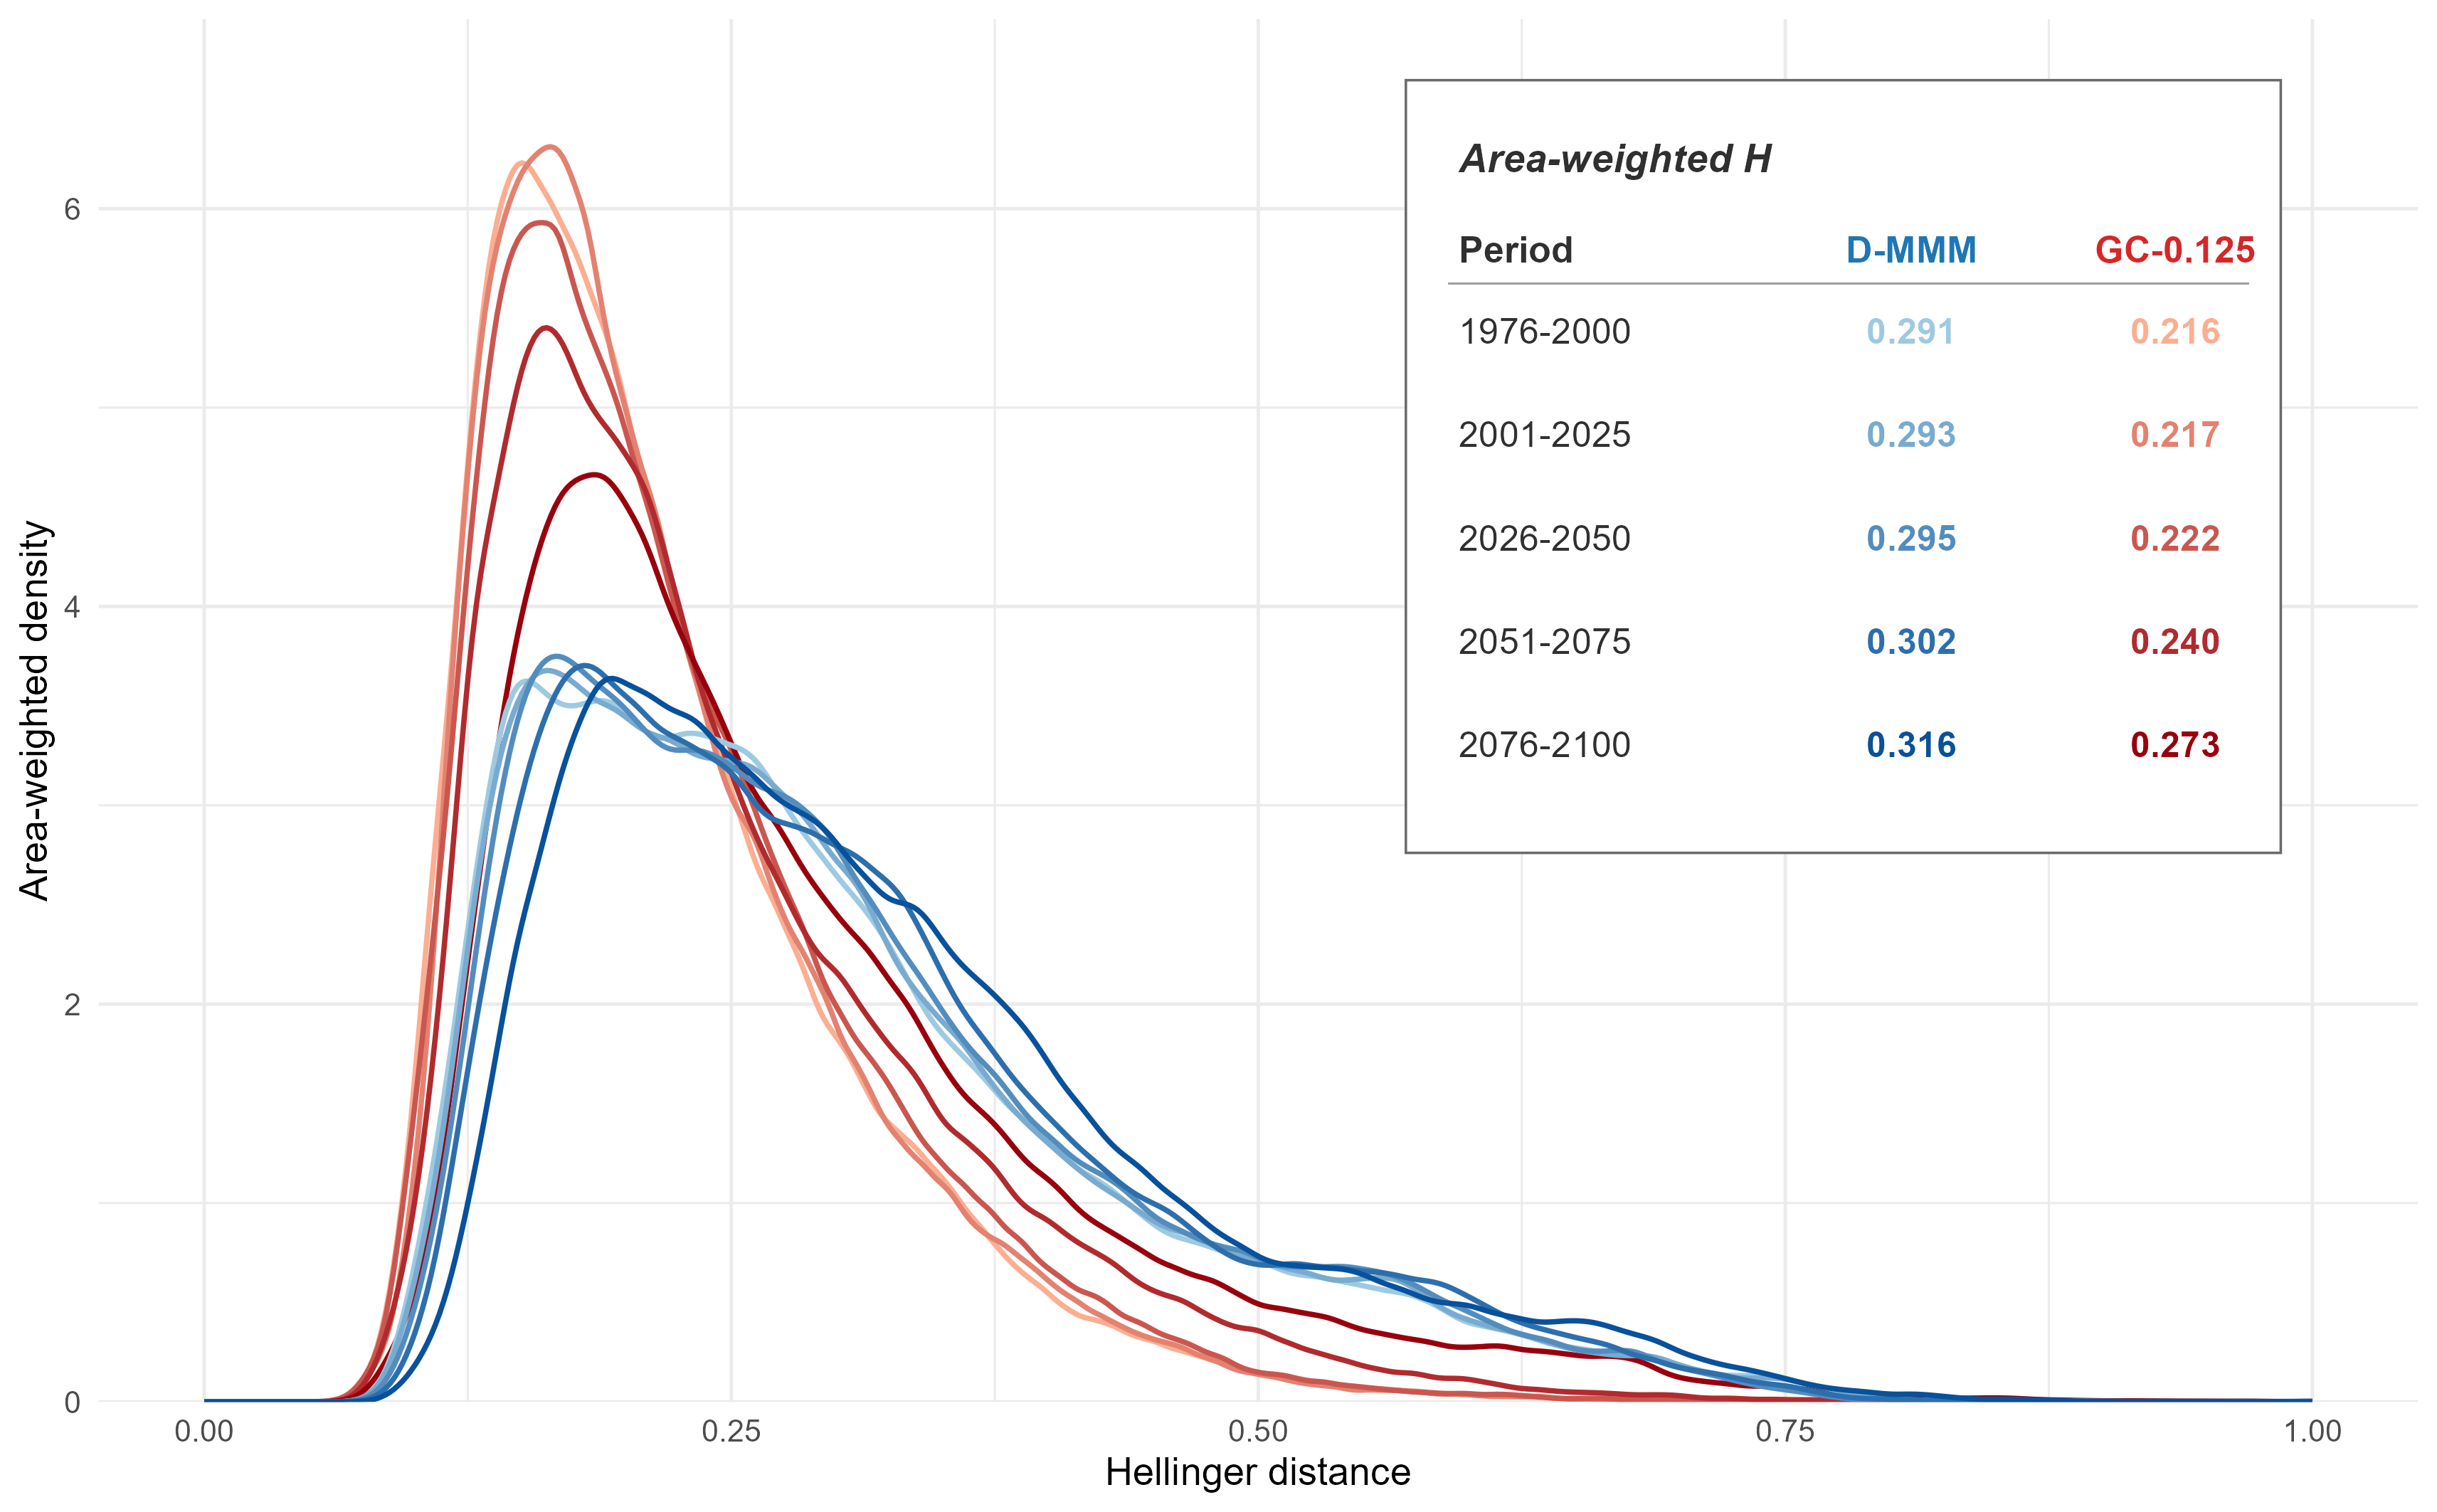 Area-weighted H
Period D-MMM GC-0.125
1976-2000 0.291 0.216
2001-2025 0.293 0.217
2026-2050 0.295 0.222
2051-2075 0.302 0.240
2076-2100 0.316 0.273
Area-weighted density
6
4
2
0
0.00 0.25 0.50 0.75 1.00
Hellinger distance